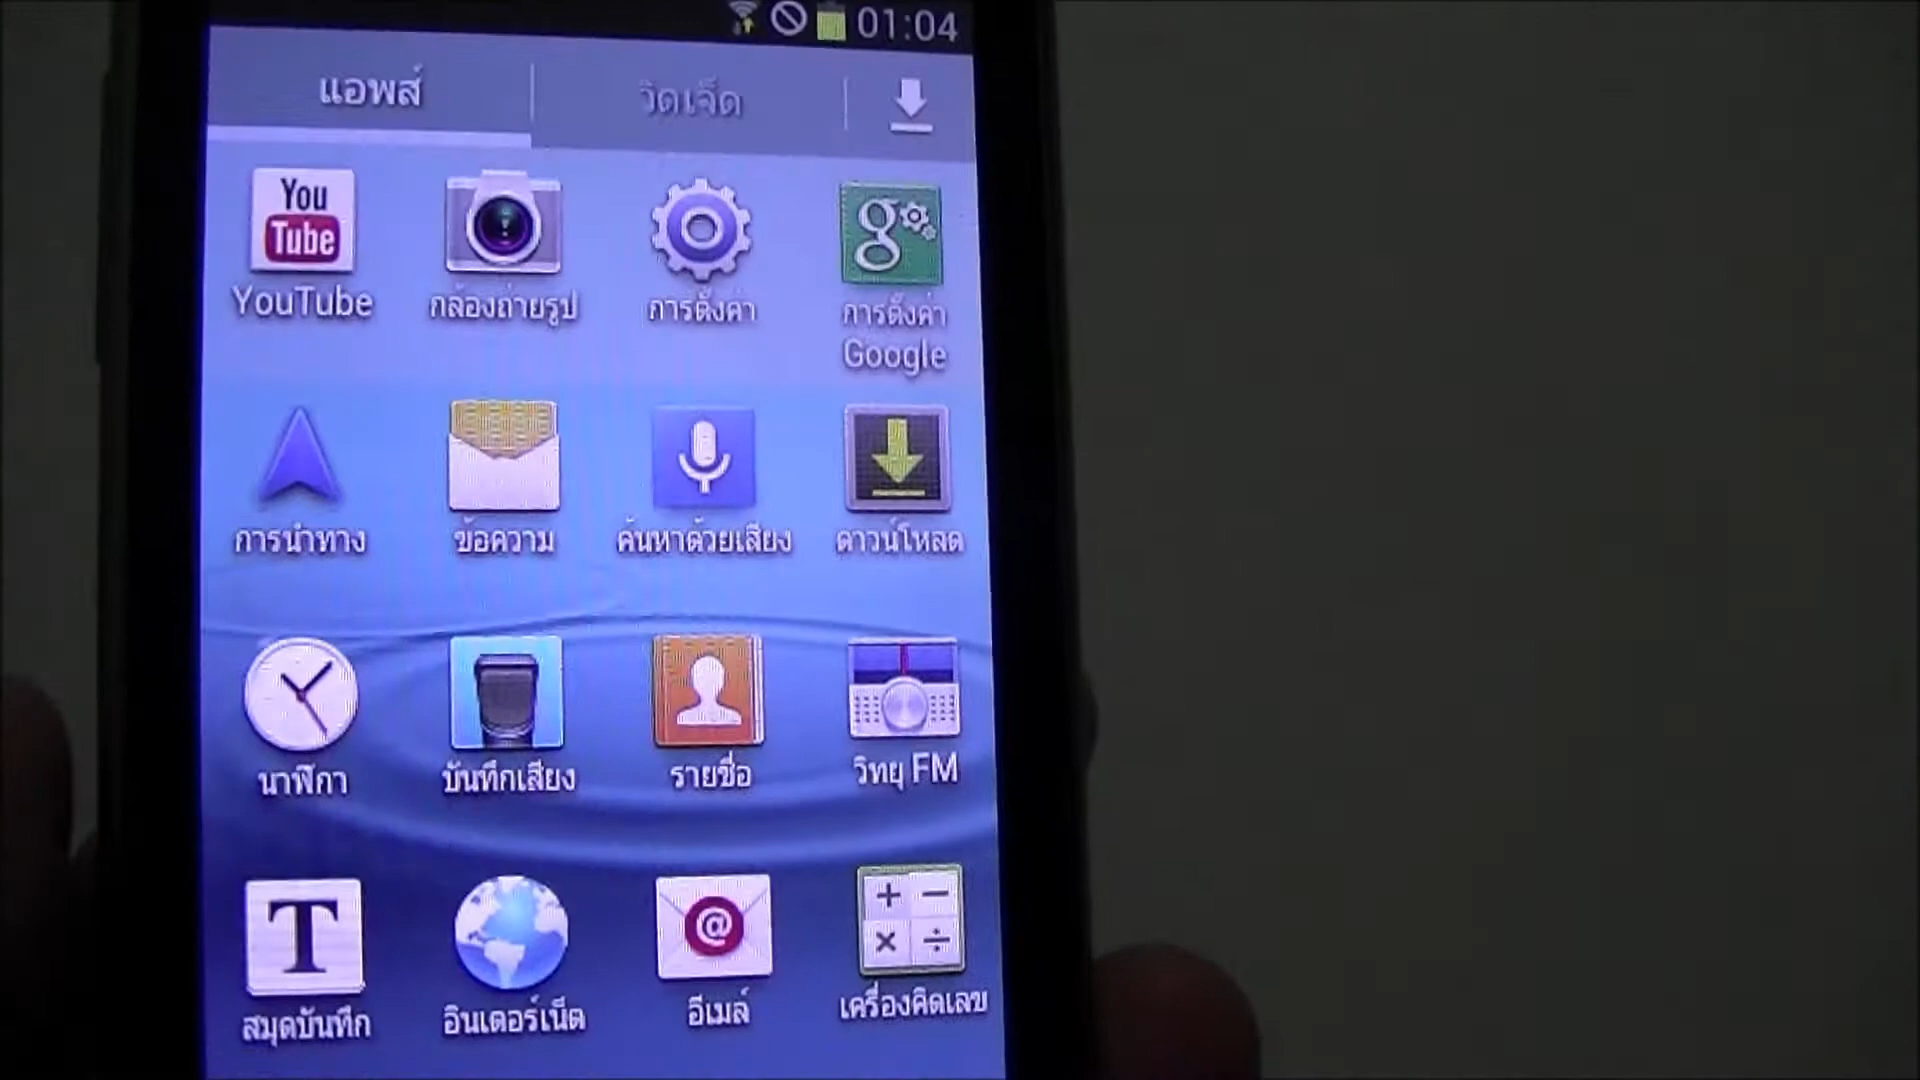 01:04
แอพส์ วิดเจ็ด
You
Tube
YouTube กล้องถ่ายรูป การตั้งค่า การตั้งค่า
Google
การนำทาง ข้อความ ค้นหาด้วยเสียง ดาวน์โหลด
นาฬิกา บันทึกเสียง รายชื่อ วิทยุ FM
T
@
สมุดบันทึก อินเตอร์เน็ต อีเมล์ เครื่องคิดเลข